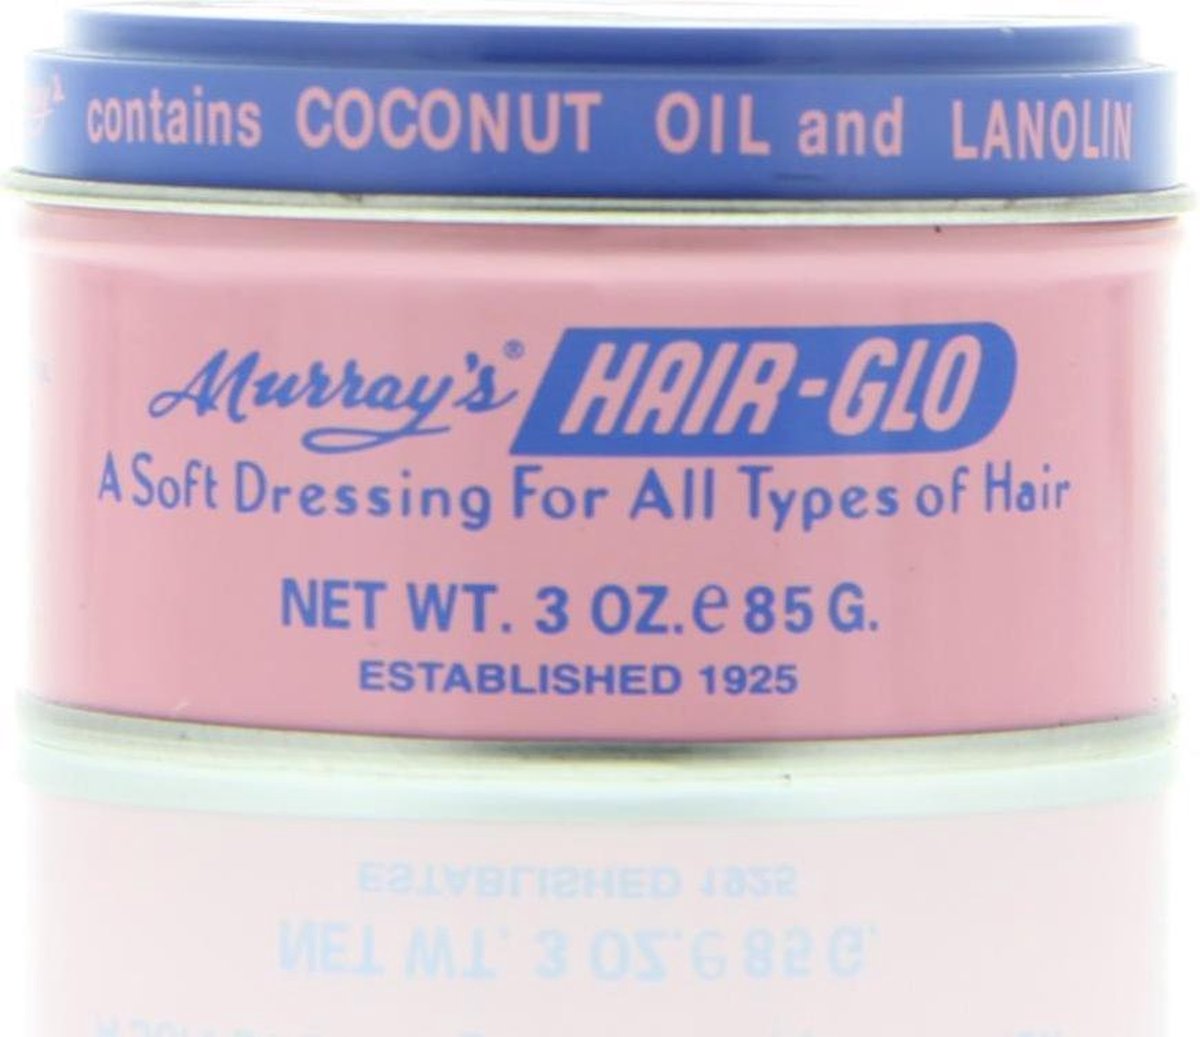 contains COCONUT OIL and LANOLIN
Murray's® HAIR-GLO
A Soft Dressing For All Types of Hair
NET WT. 3 OZ. e 85 G.
ESTABLISHED 1925